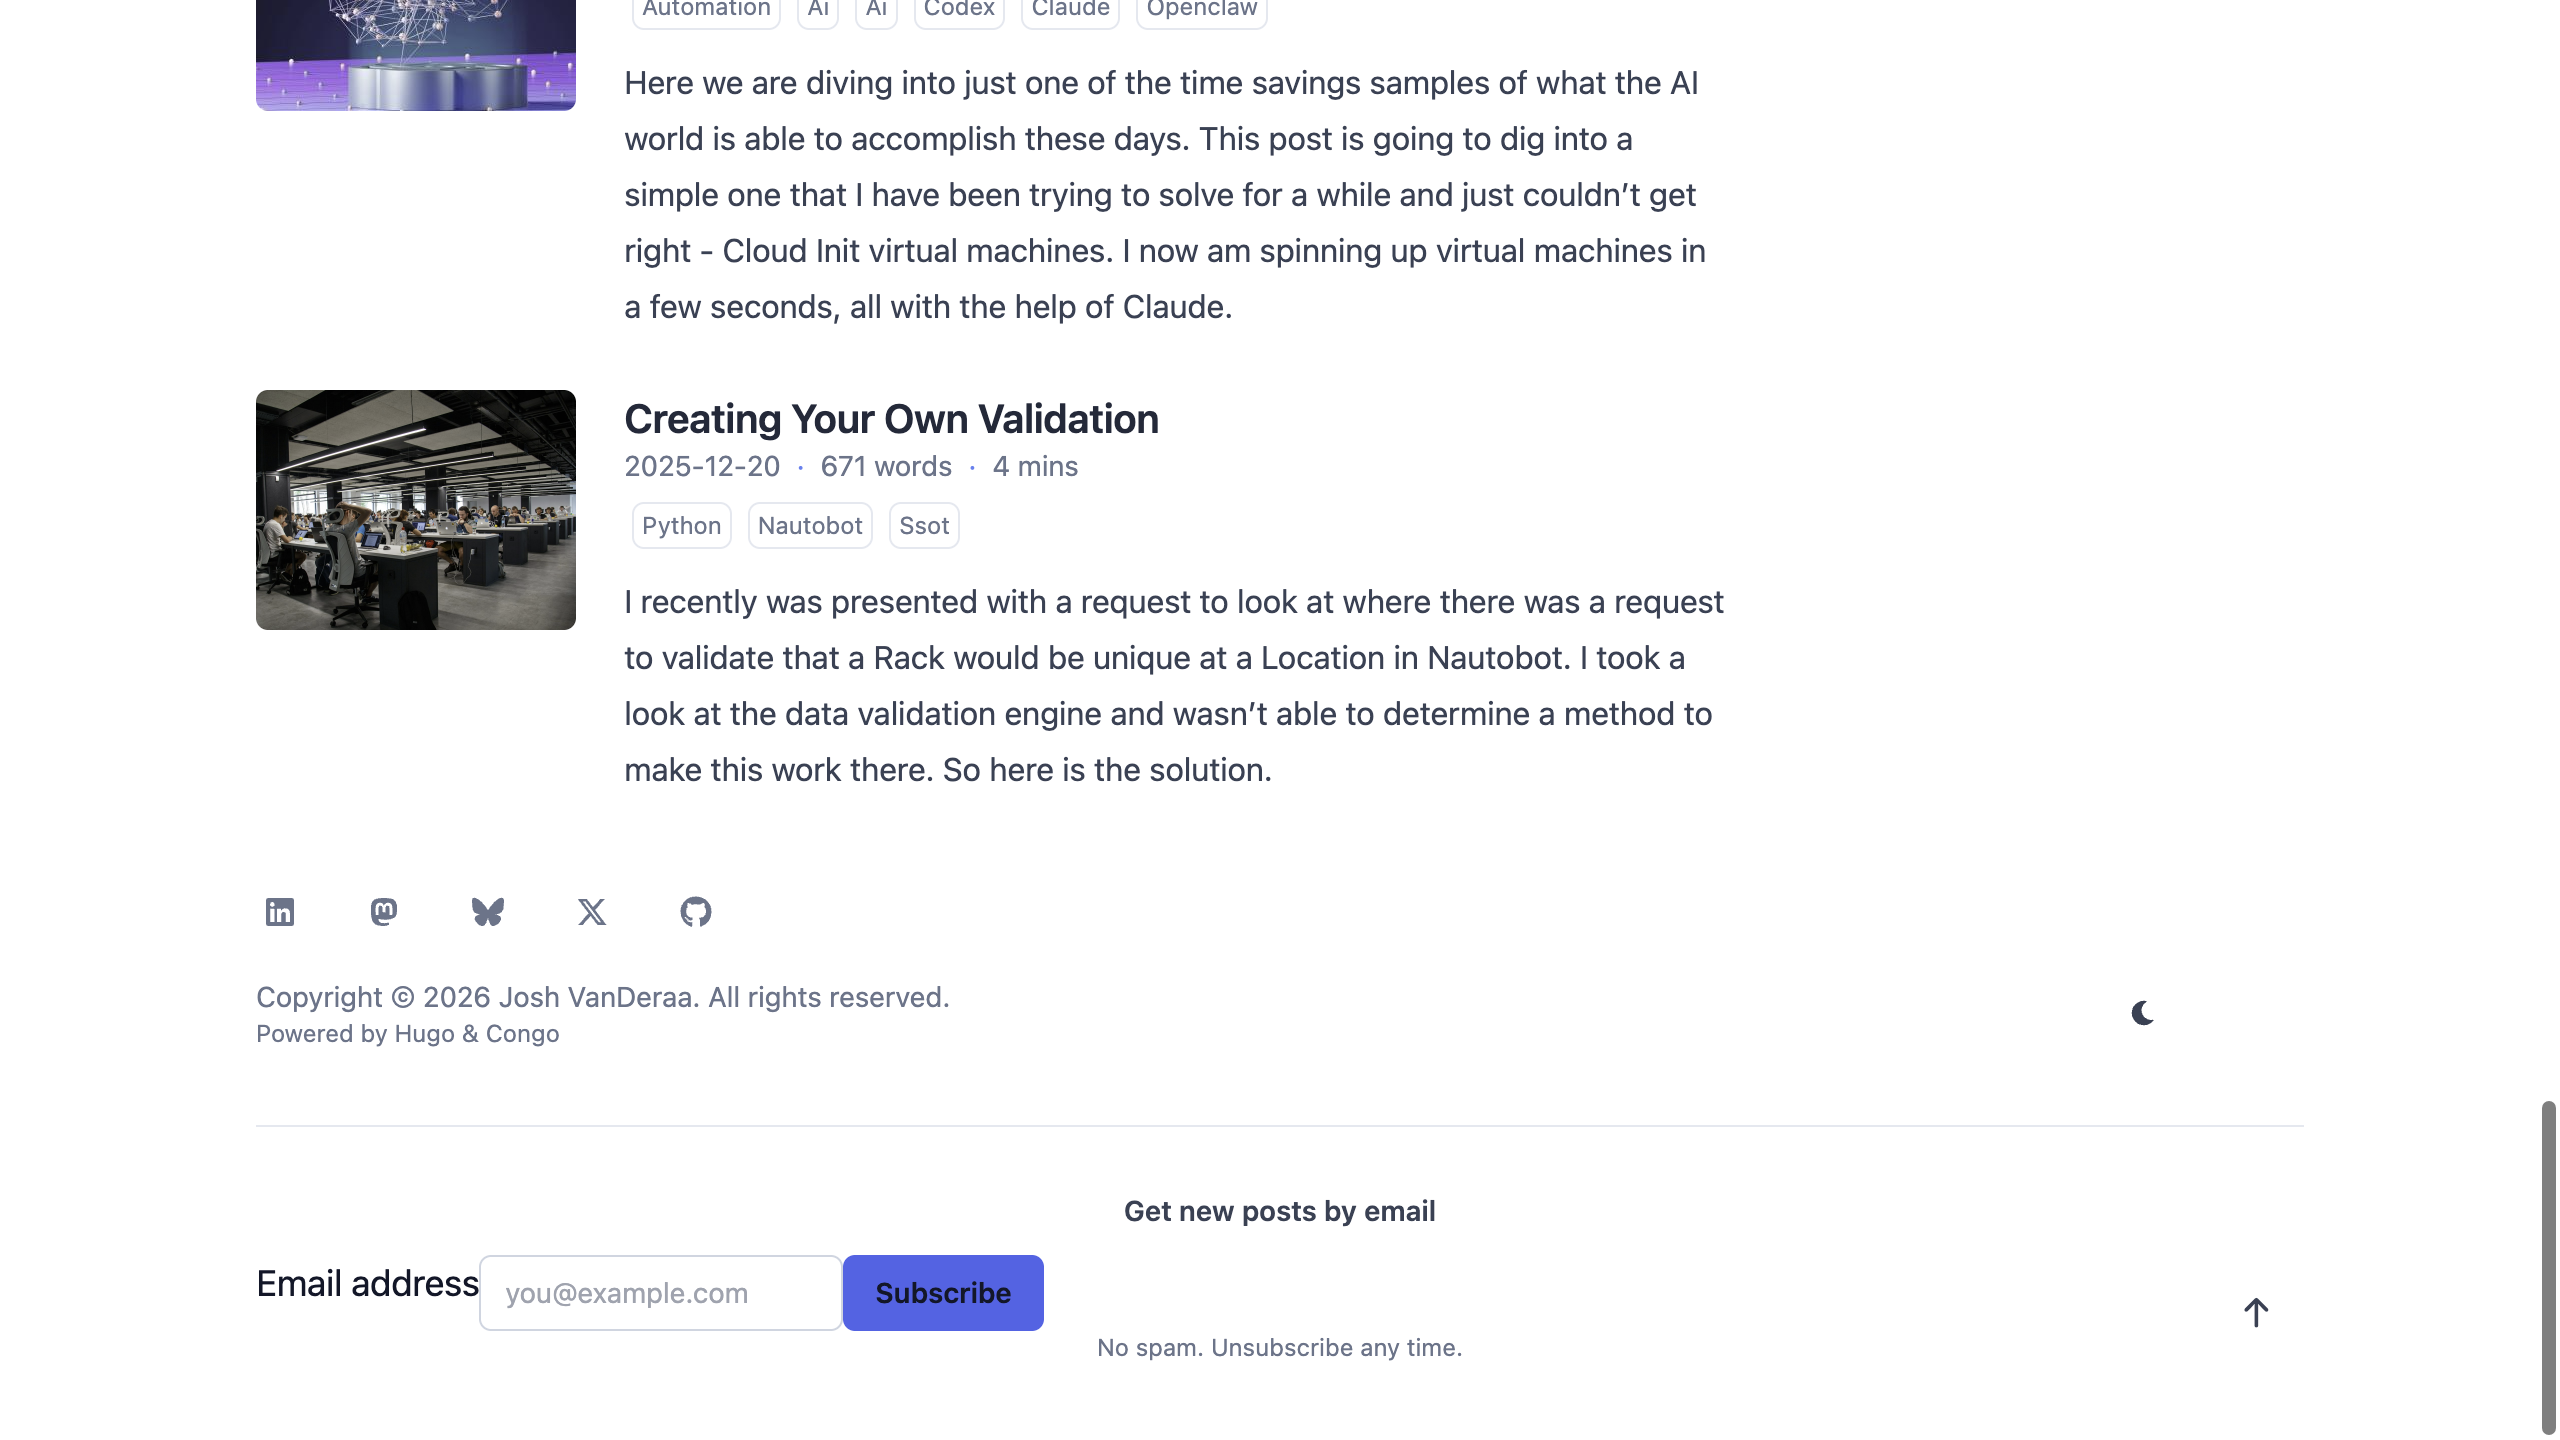 Automation Ai Ai Codex Claude Openclaw
Here we are diving into just one of the time savings samples of what the AI
world is able to accomplish these days. This post is going to dig into a
simple one that I have been trying to solve for a while and just couldn’t get
right - Cloud Init virtual machines. I now am spinning up virtual machines in
a few seconds, all with the help of Claude.
Creating Your Own Validation
2025-12-20 · 671 words · 4 mins
Python Nautobot Ssot
I recently was presented with a request to look at where there was a request
to validate that a Rack would be unique at a Location in Nautobot. I took a
look at the data validation engine and wasn’t able to determine a method to
make this work there. So here is the solution.
Copyright © 2026 Josh VanDeraa. All rights reserved.
Powered by Hugo & Congo
Get new posts by email
Email address you@example.com Subscribe
No spam. Unsubscribe any time.